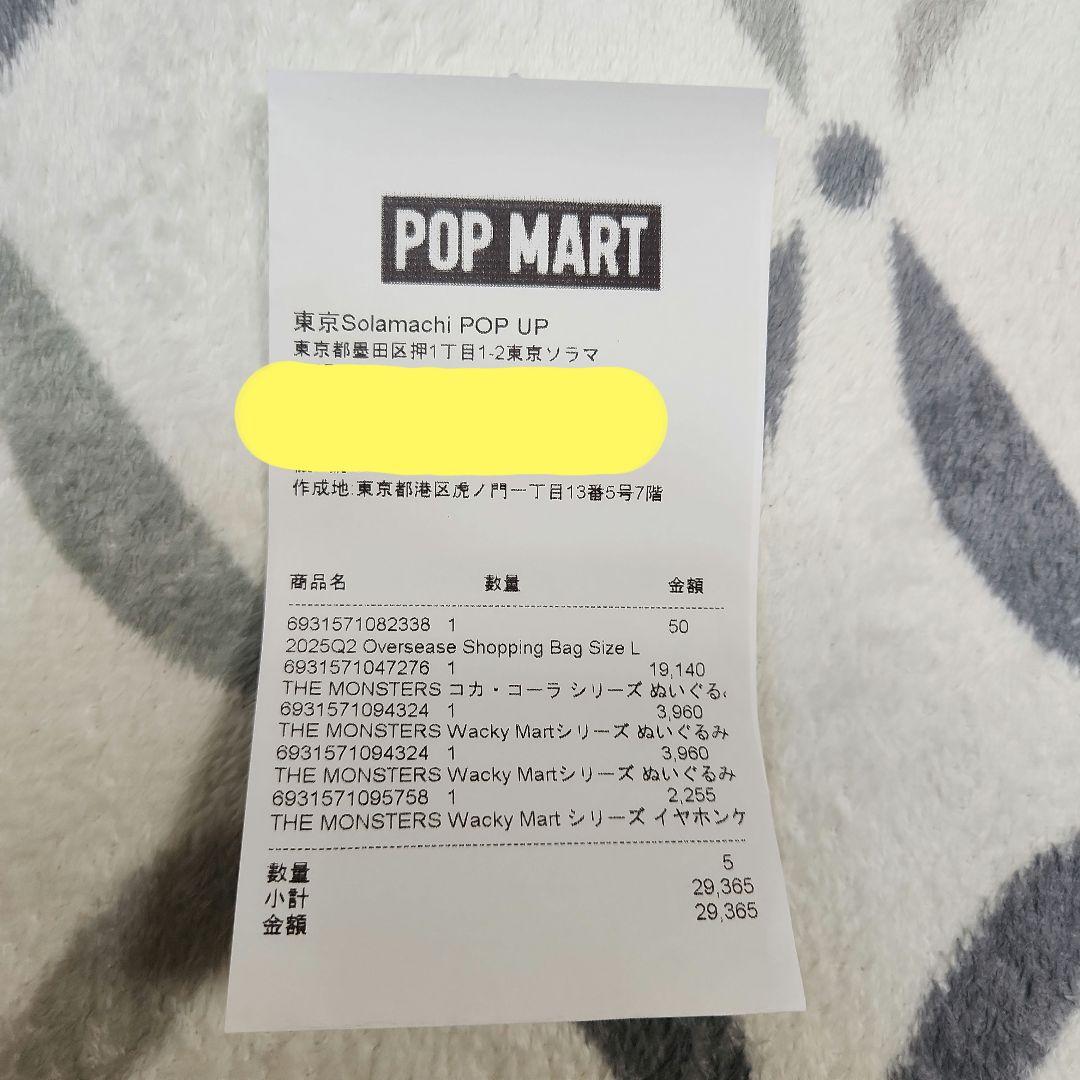 POP MART
東京Solamachi POP UP
東京都墨田区押1丁目1-2東京ソラマ
作成地:東京都港区虎ノ門一丁目13番5号7階
商品名 数量 金額
6931571082338 1 50
2025Q2 Oversease Shopping Bag Size L
6931571047276 1 19,140
THE MONSTERS コカ・コーラ シリーズ ぬいぐる
6931571094324 1 3,960
THE MONSTERS Wacky Martシリーズ ぬいぐるみ
6931571094324 1 3,960
THE MONSTERS Wacky Martシリーズ ぬいぐるみ
6931571095758 1 2,255
THE MONSTERS Wacky Mart シリーズ イヤホンケ
数量 5
小計 29,365
金額 29,365